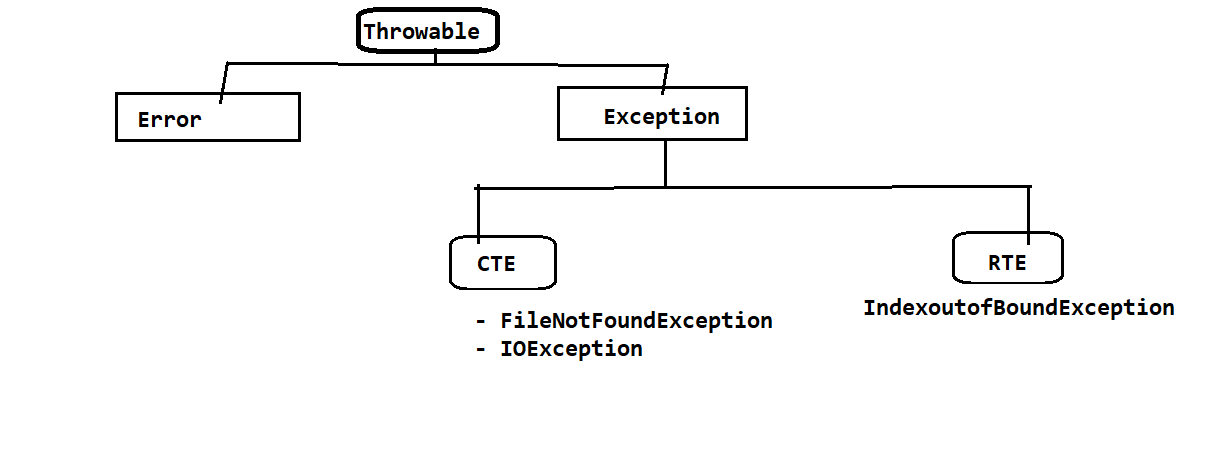 Throwable
Error
Exception
CTE
RTE
- FileNotFoundException
- IOException
IndexoutofBoundException